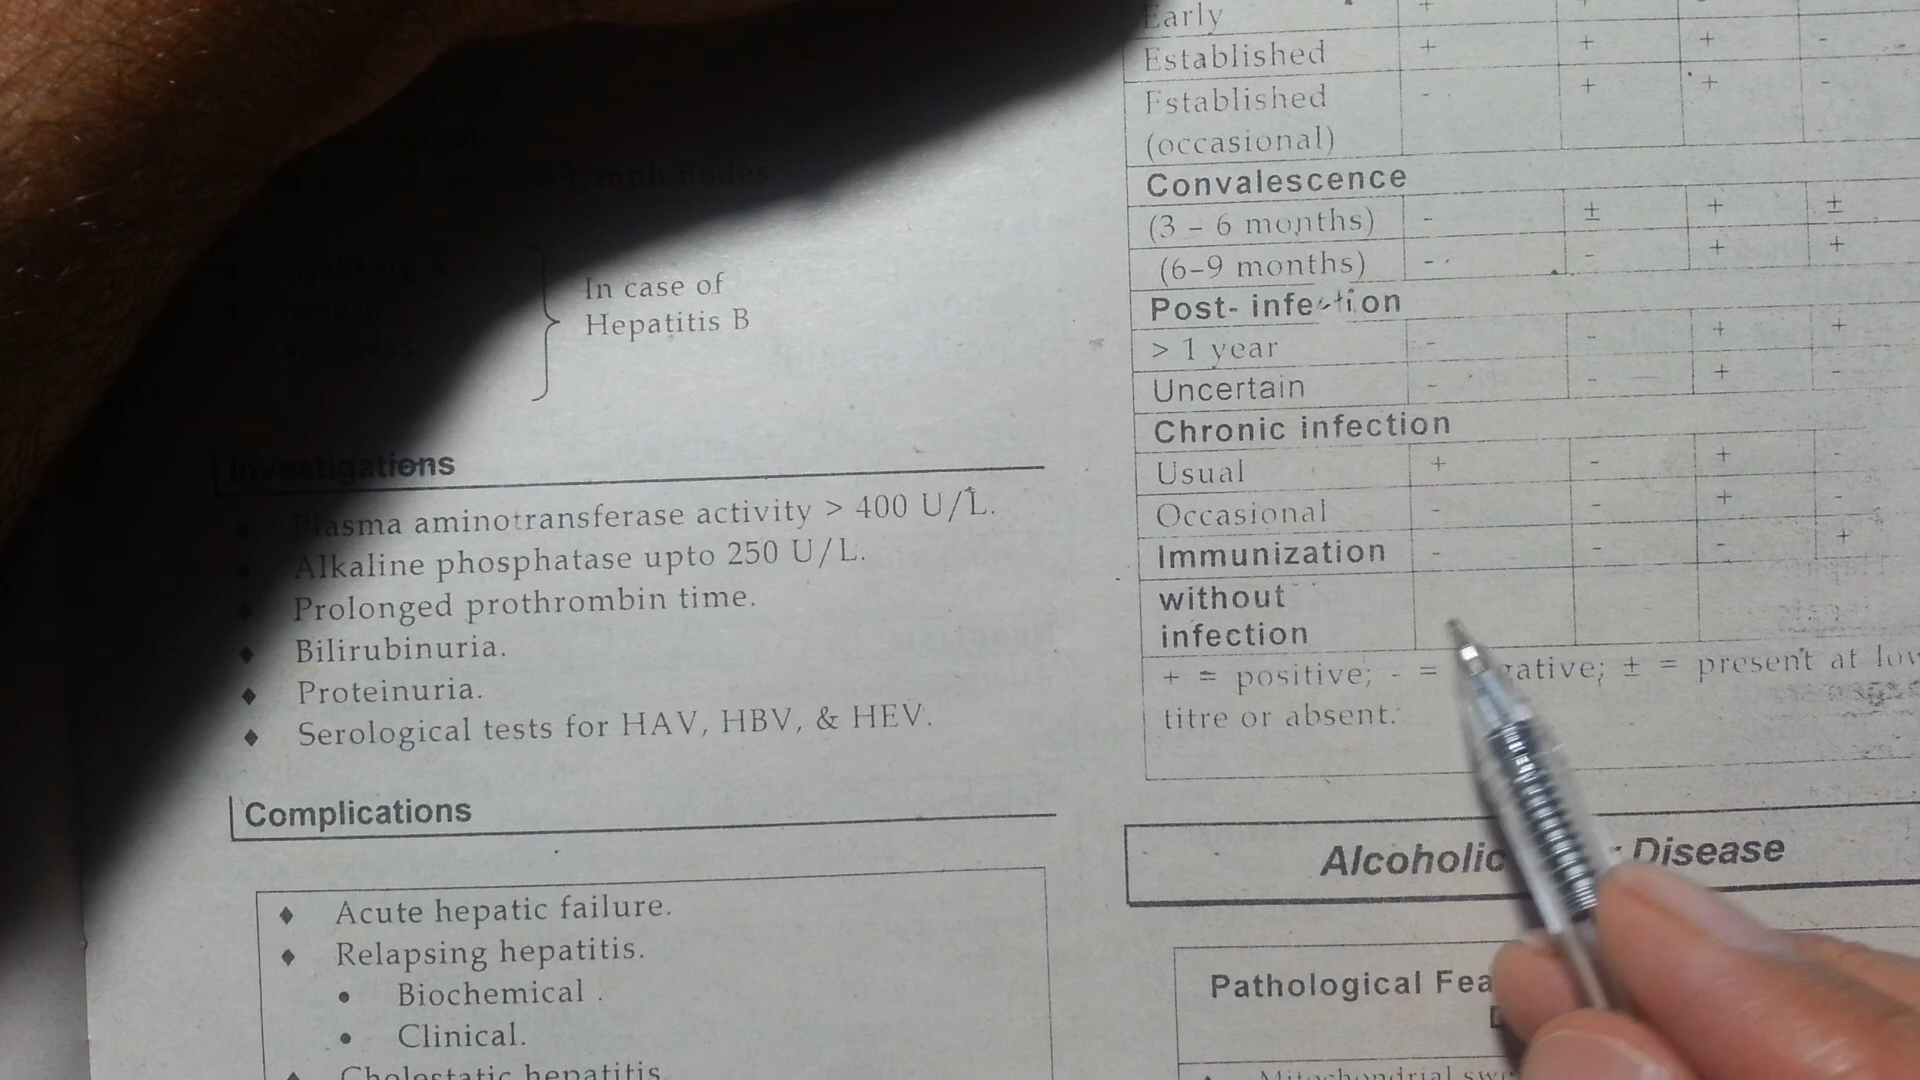 lymph nodes
In case of
Hepatitis B
Investigations
Plasma aminotransferase activity > 400 U/L.
Alkaline phosphatase upto 250 U/L.
Prolonged prothrombin time.
Bilirubinuria.
Proteinuria.
Serological tests for HAV, HBV, & HEV.
Complications
Acute hepatic failure.
Relapsing hepatitis.
Biochemical .
Clinical.
Cholestatic hepatitis.
Early + + -
Established + + + -
Established - + + -
(occasional)
Convalescence
(3 – 6 months) - ± + ±
(6–9 months) - - + +
Post- infection
> 1 year - - + +
Uncertain - - + -
Chronic infection
Usual + - + -
Occasional - - + -
Immunization - - - +
without
infection
+ = positive; - = ; ± = present at low
titre or absent.
Alcoholic Disease
Pathological